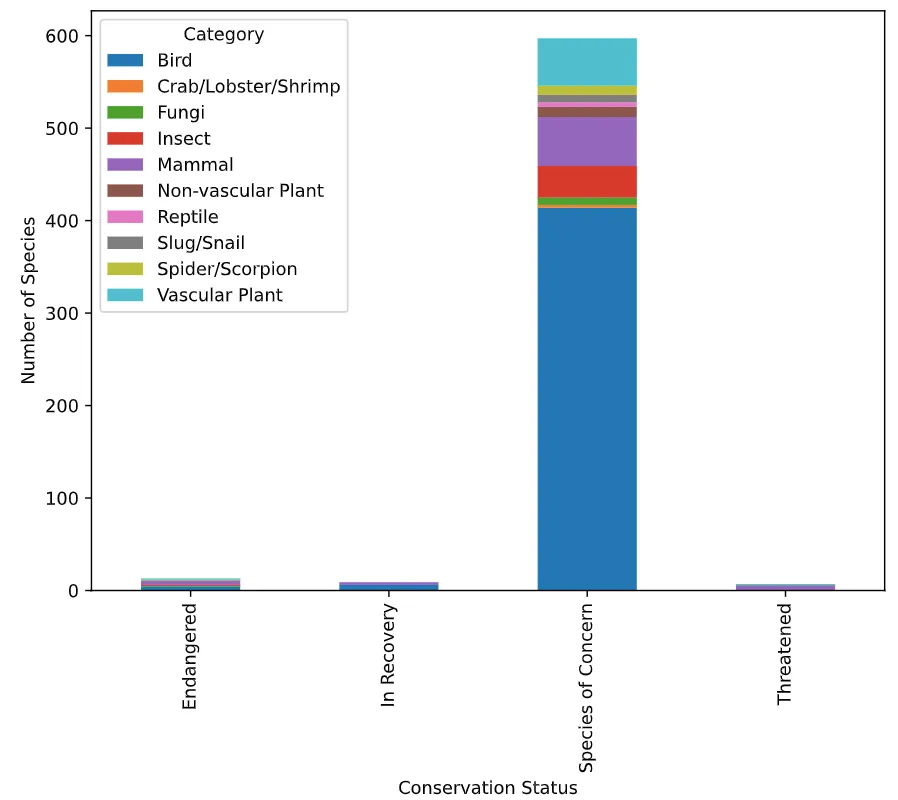 Category
Bird
Crab/Lobster/Shrimp
Fungi
Insect
Mammal
Non-vascular Plant
Reptile
Slug/Snail
Spider/Scorpion
Vascular Plant
Number of Species
600
500
400
300
200
100
0
Endangered
In Recovery
Species of Concern
Threatened
Conservation Status